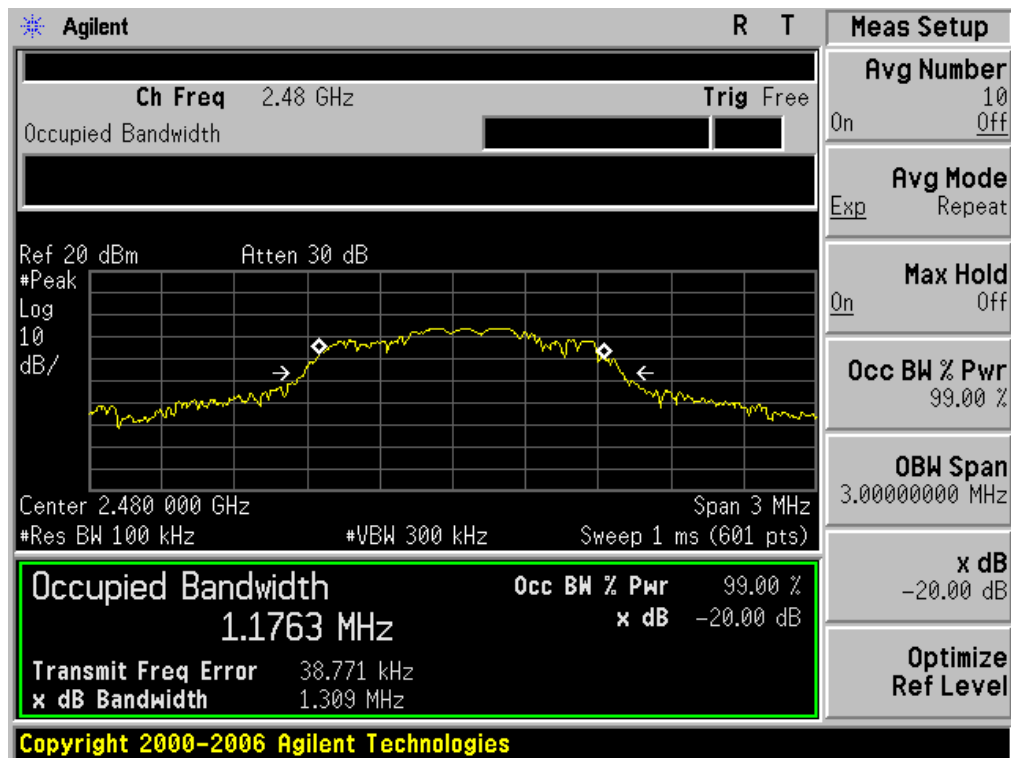 Agilent R T
Ch Freq 2.48 GHz Trig Free
Occupied Bandwidth
Ref 20 dBm Atten 30 dB
#Peak
Log
10
dB/
Center 2.480 000 GHz Span 3 MHz
#Res BW 100 kHz #VBW 300 kHz Sweep 1 ms (601 pts)
Occupied Bandwidth Occ BW % Pwr 99.00 %
1.1763 MHz x dB -20.00 dB
Transmit Freq Error 38.771 kHz
x dB Bandwidth 1.309 MHz
Copyright 2000-2006 Agilent Technologies
Meas Setup
Avg Number
10
On Off
Avg Mode
Exp Repeat
Max Hold
On Off
Occ BW % Pwr
99.00 %
OBW Span
3.00000000 MHz
x dB
-20.00 dB
Optimize
Ref Level